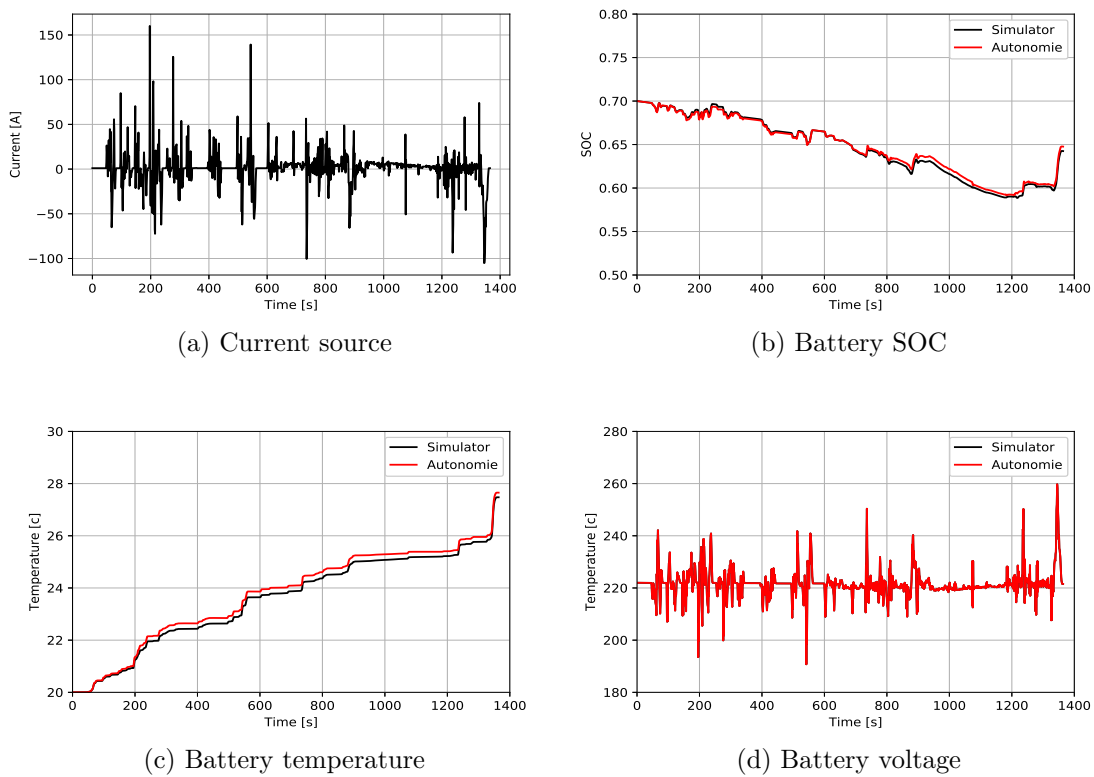 150
100
50
0
−50
−100
Current [A]
0 200 400 600 800 1000 1200 1400
Time [s]
(a) Current source
0.80
0.75
0.70
0.65
0.60
0.55
0.50
SOC
Simulator
Autonomie
0 200 400 600 800 1000 1200 1400
Time [s]
(b) Battery SOC
30
28
26
24
22
20
Temperature [c]
Simulator
Autonomie
0 200 400 600 800 1000 1200 1400
Time [s]
(c) Battery temperature
280
260
240
220
200
180
Temperature [c]
Simulator
Autonomie
0 200 400 600 800 1000 1200 1400
Time [s]
(d) Battery voltage